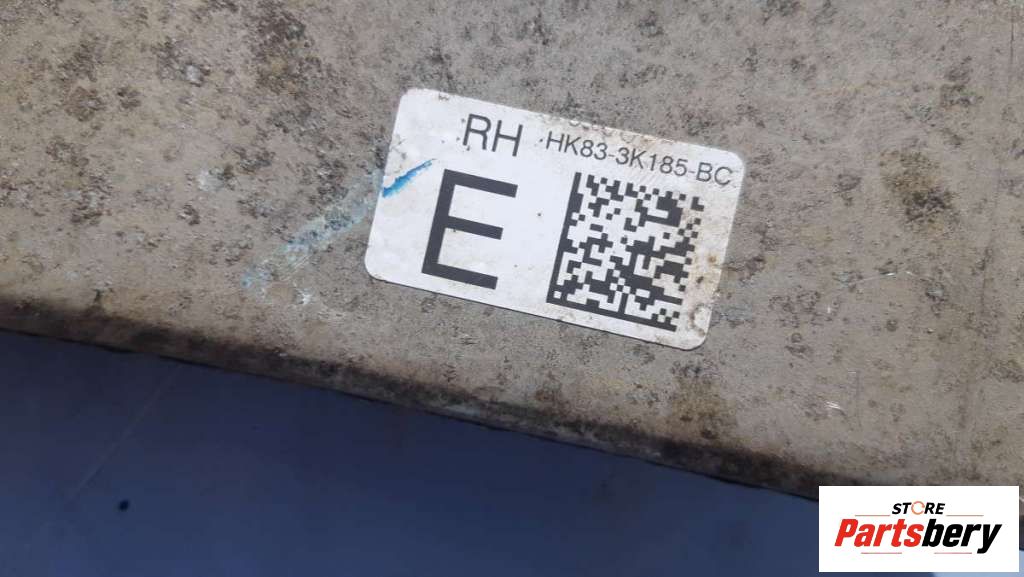 RH HK83-3K185-BC
E
STORE
Partsbery